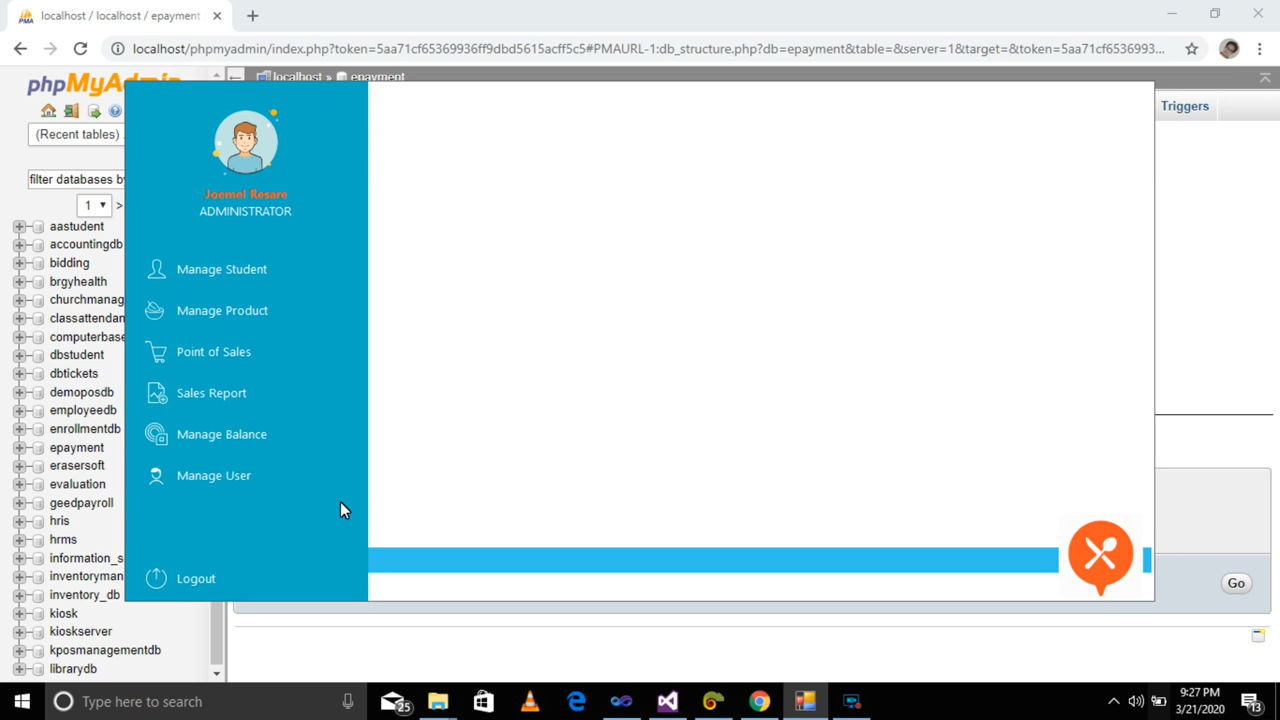 localhost / localhost / epayment
localhost/phpmyadmin/index.php?token=5aa71cf65369936ff9dbd5615acff5c5#PMAURL-1:db_structure.php?db=epayment&table=&server=1&target=&token=5aa71cf6536993...
phpMyAdmin
localhost » epayment
Triggers
(Recent tables) ...
filter databases by
1 >
aastudent
accountingdb
bidding
brgyhealth
churchmanag
classattendan
computerbase
dbstudent
dbtickets
demoposdb
employeedb
enrollmentdb
epayment
erasersoft
evaluation
geedpayroll
hris
hrms
information_s
inventoryman
inventory_db
kiosk
kioskserver
kposmanagementdb
librarydb
Joemel Resare
ADMINISTRATOR
Manage Student
Manage Product
Point of Sales
Sales Report
Manage Balance
Manage User
Logout
Go
Type here to search
25
9:27 PM
3/21/2020
13